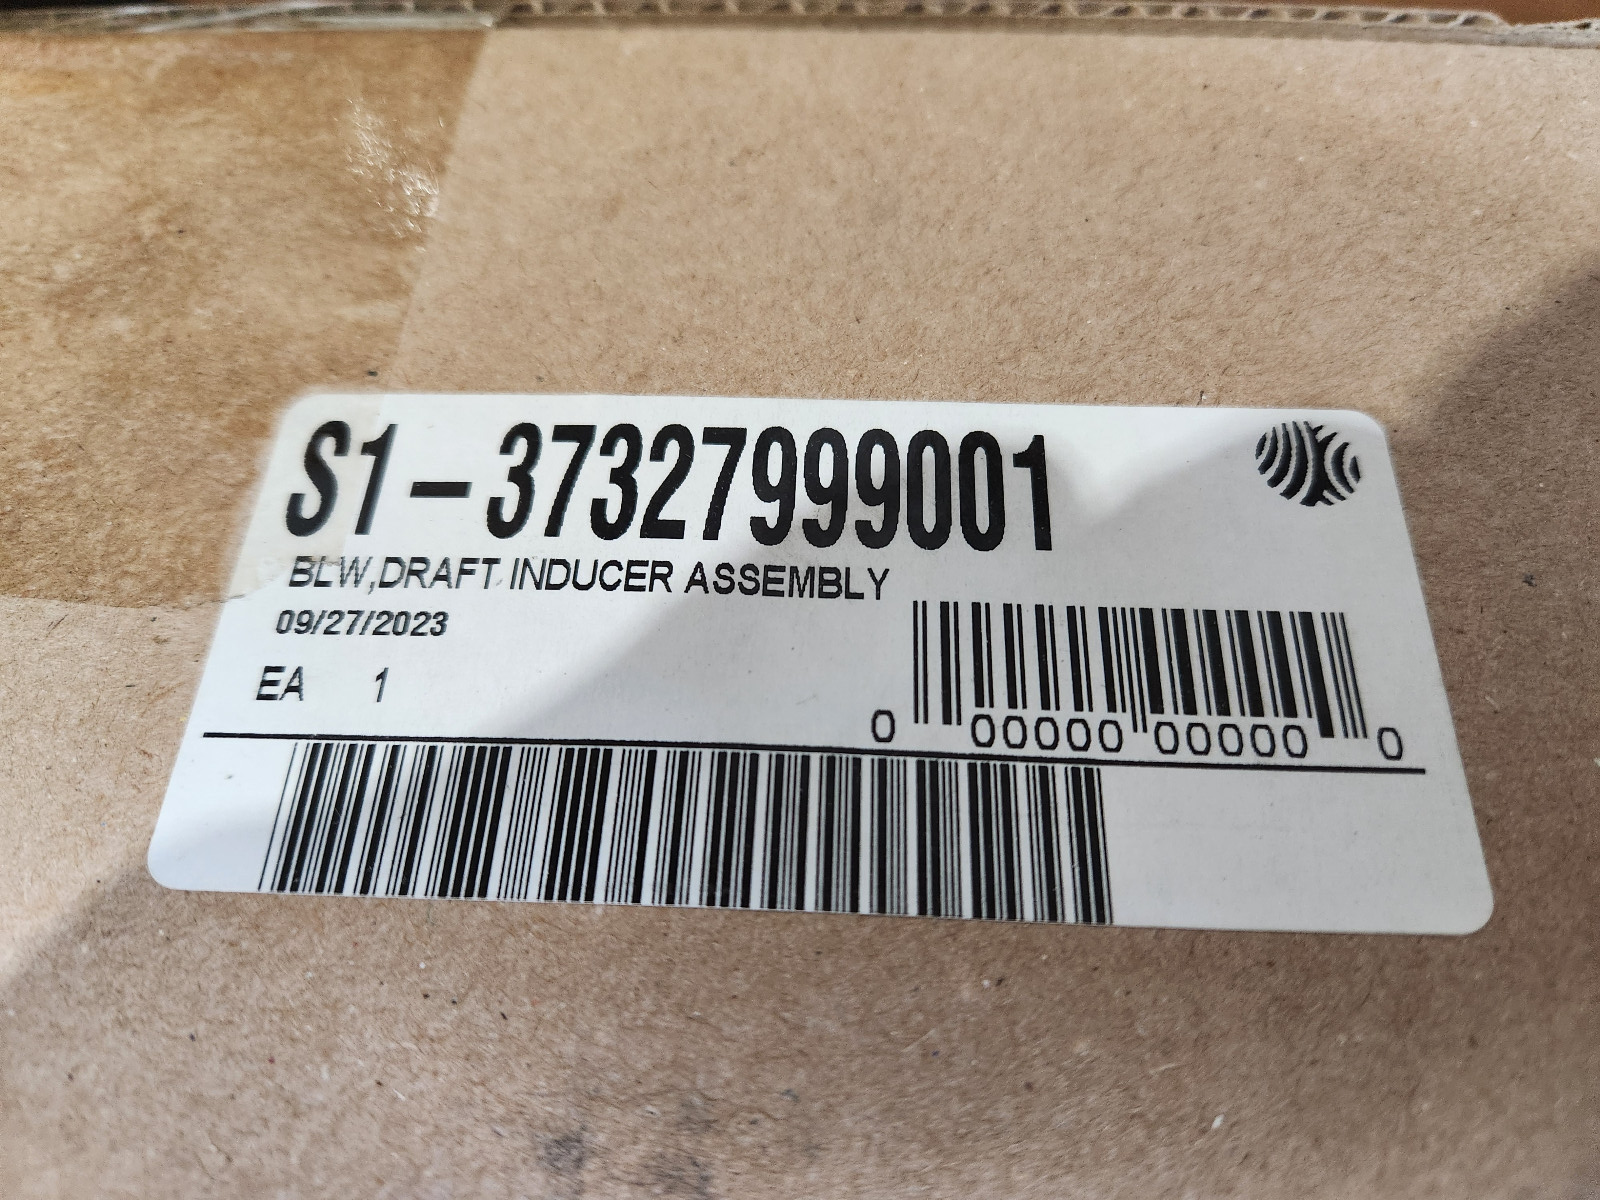 S1-37327999001
BLW,DRAFT INDUCER ASSEMBLY
09/27/2023
EA 1
0 00000 00000 0